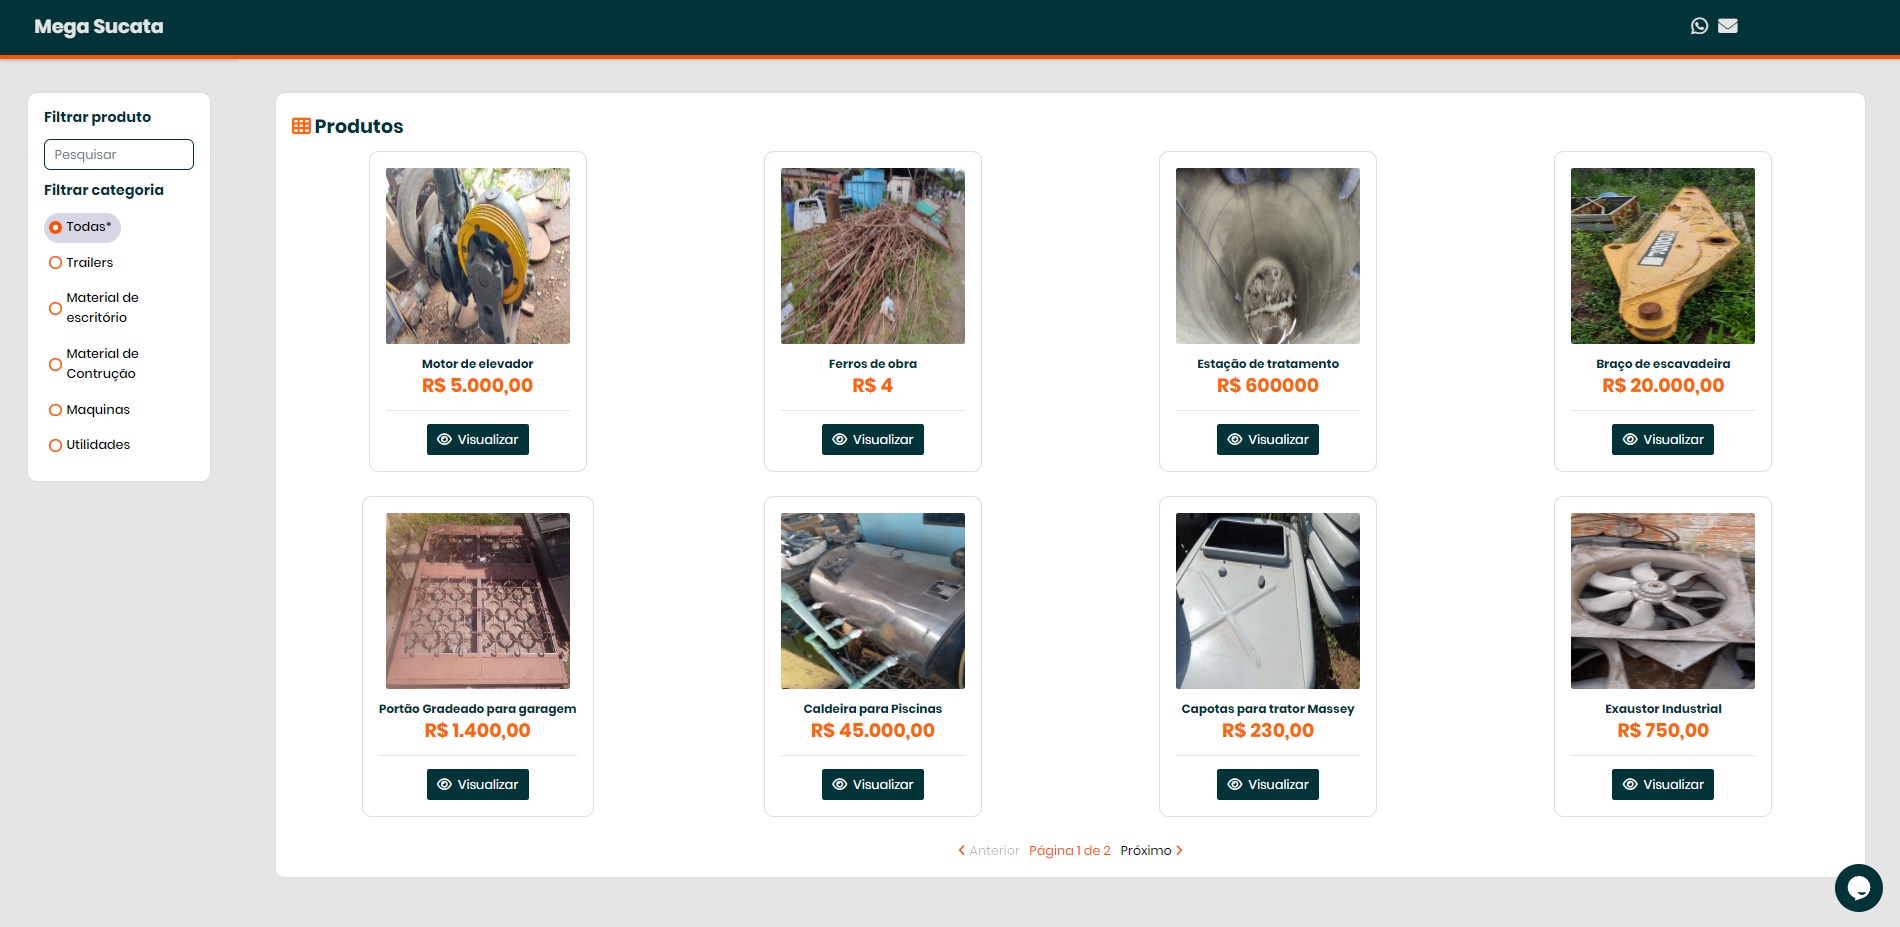 Mega Sucata
Filtrar produto
Pesquisar
Filtrar categoria
Todas*
Trailers
Material de
escritório
Material de
Contrução
Maquinas
Utilidades
Produtos
Motor de elevador
R$ 5.000,00
Visualizar
Ferros de obra
R$ 4
Visualizar
Estação de tratamento
R$ 600000
Visualizar
Braço de escavadeira
R$ 20.000,00
Visualizar
Portão Gradeado para garagem
R$ 1.400,00
Visualizar
Caldeira para Piscinas
R$ 45.000,00
Visualizar
Capotas para trator Massey
R$ 230,00
Visualizar
Exaustor Industrial
R$ 750,00
Visualizar
Anterior Página 1 de 2 Próximo